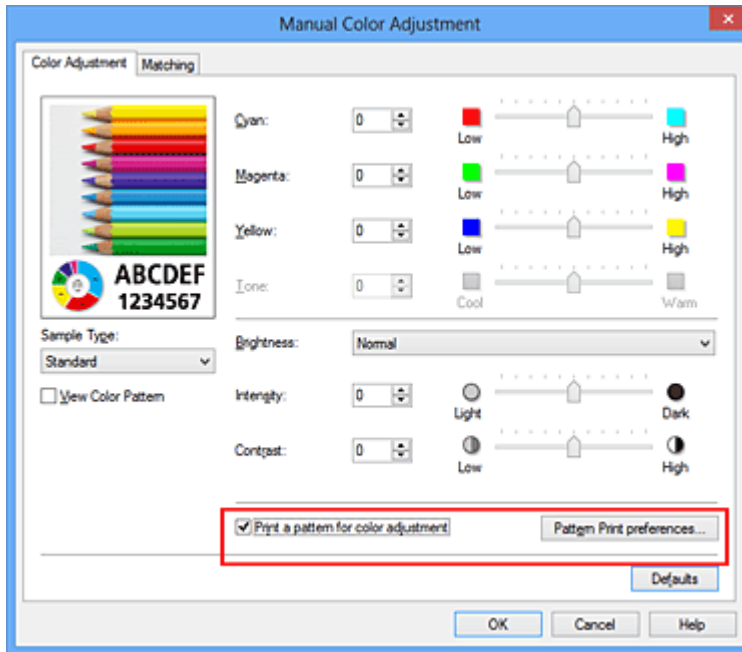 Manual Color Adjustment
Color Adjustment Matching
Cyan: 0 Low High
Magenta: 0 Low High
Yellow: 0 Low High
Tone: 0 Cool Warm
ABCDEF
1234567
Sample Type:
Standard
View Color Pattern
Brightness: Normal
Intensity: 0 Light Dark
Contrast: 0 Low High
Print a pattern for color adjustment Pattern Print preferences...
Defaults
OK Cancel Help